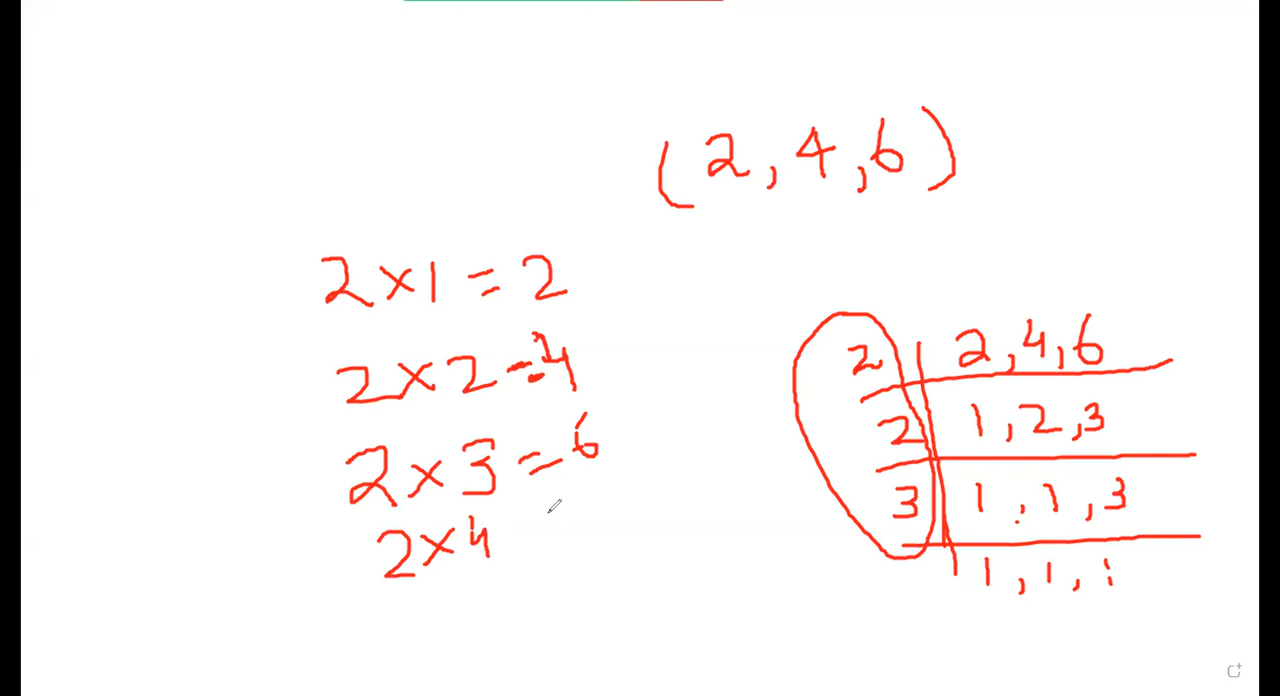 (2, 4, 6)
2 × 1 = 2
2 × 2 = 4
2 × 3 = 6
2 × 4
2 | 2, 4, 6
2 | 1, 2, 3
3 | 1, 1, 3
1, 1, 1